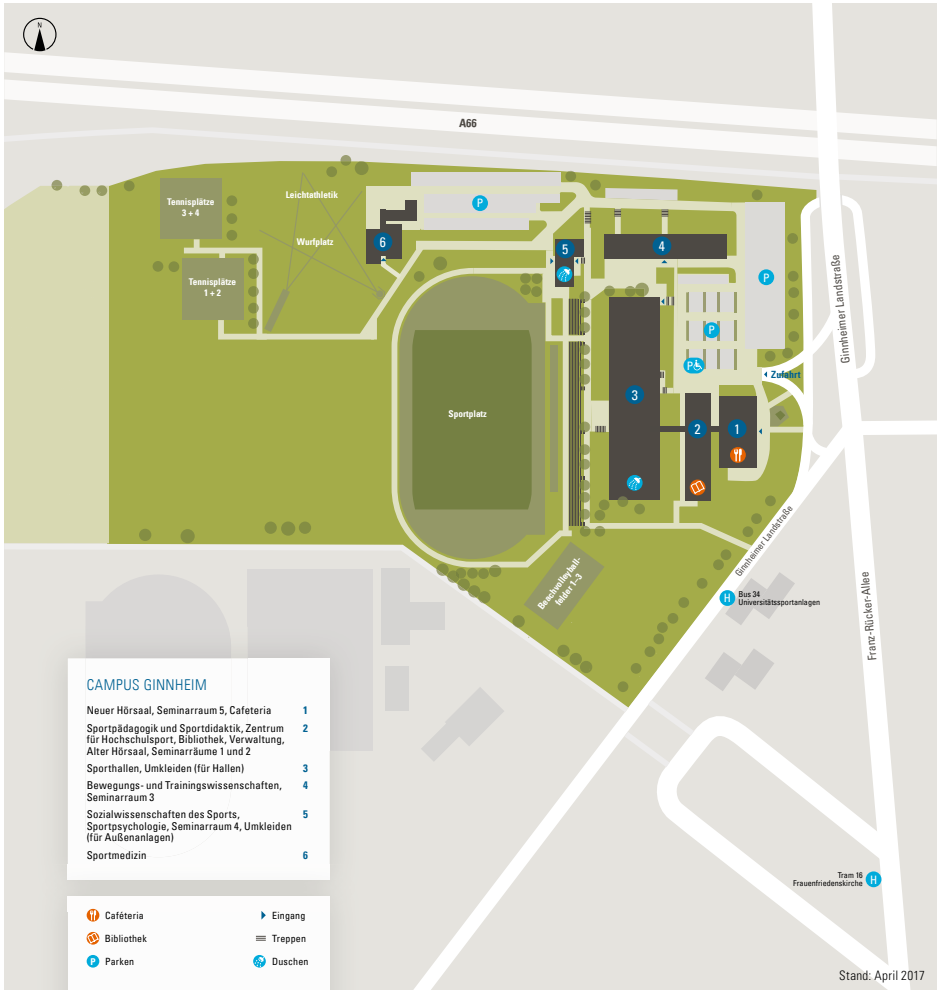 N
A66
Leichtathletik
Tennisplätze
3 + 4
P
Wurfplatz
6
5
4
Tennisplätze
1 + 2
P
P
P
Ginnheimer Landstraße
Zufahrt
3
Sportplatz
2
1
Ginnheimer Landstraße
Beachvolleyball-
felder 1–3
H
Bus 34
Universitätssportanlagen
Franz-Rücker-Allee
CAMPUS GINNHEIM
Neuer Hörsaal, Seminarraum 5, Cafeteria 1
Sportpädagogik und Sportdidaktik, Zentrum 2
für Hochschulsport, Bibliothek, Verwaltung,
Alter Hörsaal, Seminarräume 1 und 2
Sporthallen, Umkleiden (für Hallen) 3
Bewegungs- und Trainingswissenschaften, 4
Seminarraum 3
Sozialwissenschaften des Sports, 5
Sportpsychologie, Seminarraum 4, Umkleiden
(für Außenanlagen)
Sportmedizin 6
Tram 16
Frauenfriedenskirche
H
Caféteria
Eingang
Bibliothek
Treppen
P Parken
Duschen
Stand: April 2017